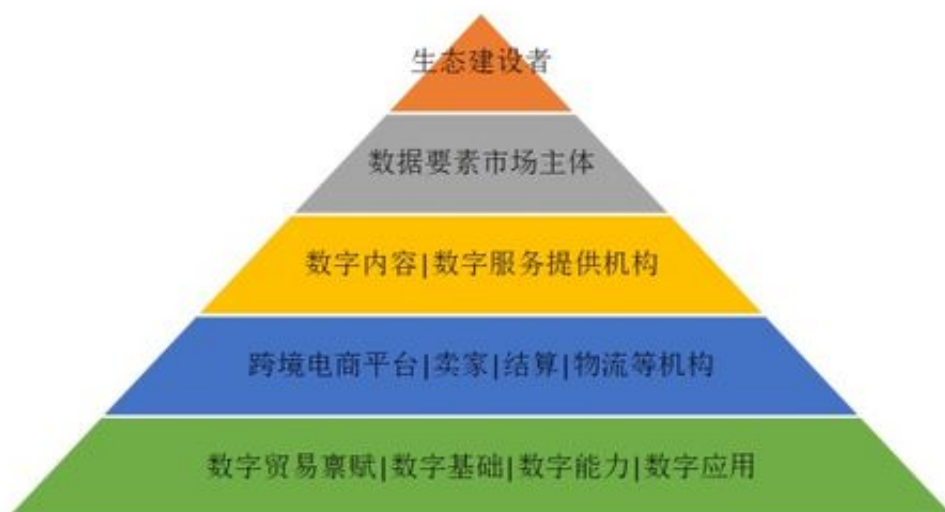 生态建设者
数据要素市场主体
数字内容|数字服务提供机构
跨境电商平台|卖家|结算|物流等机构
数字贸易禀赋|数字基础|数字能力|数字应用